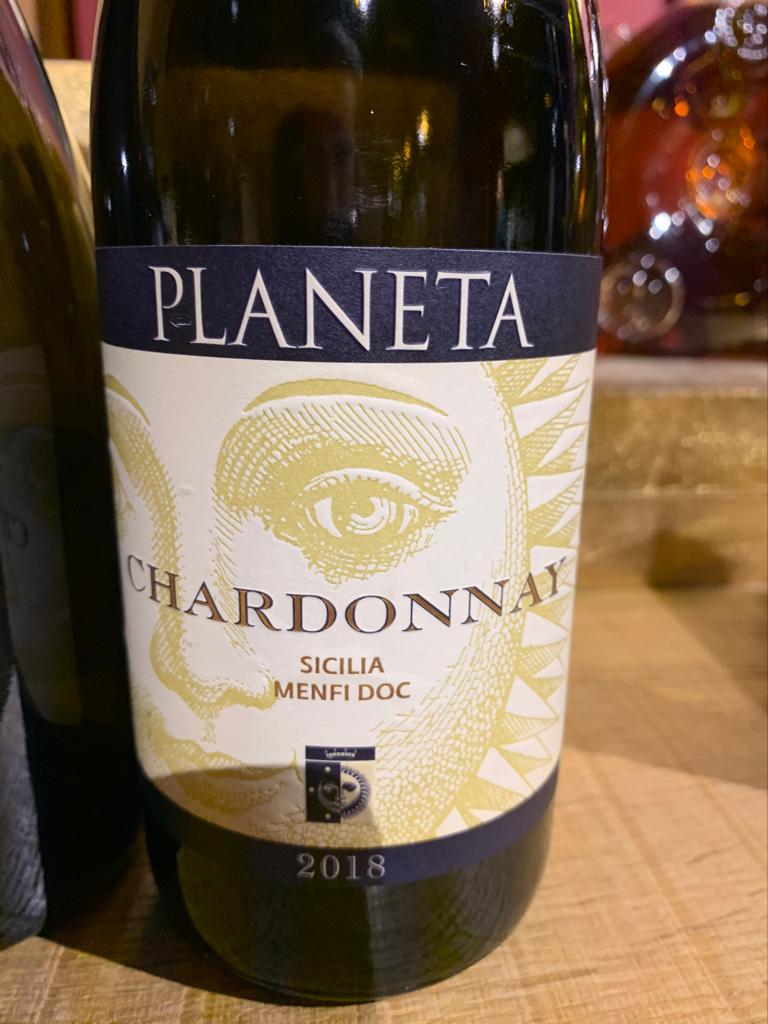 PLANETA
CHARDONNAY
SICILIA
MENFI DOC
2018